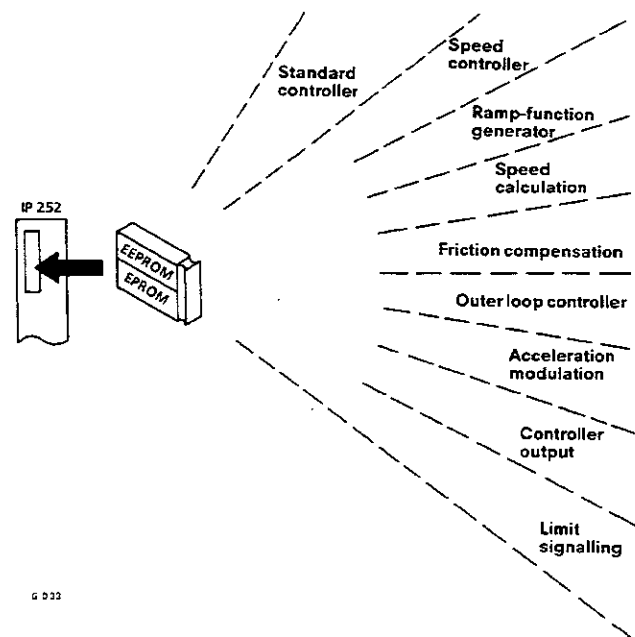 Standard
controller
Speed
controller
Ramp-function
generator
Speed
calculation
IP 252
EEPROM
EPROM
Friction compensation
Outer loop controller
Acceleration
modulation
Controller
output
Limit
signalling